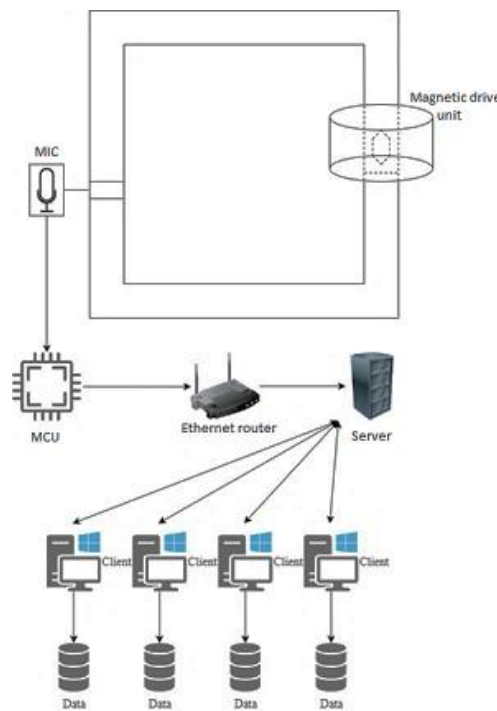 Magnetic drive
unit
MIC
MCU
Ethernet router
Server
Client
Client
Client
Client
Data
Data
Data
Data